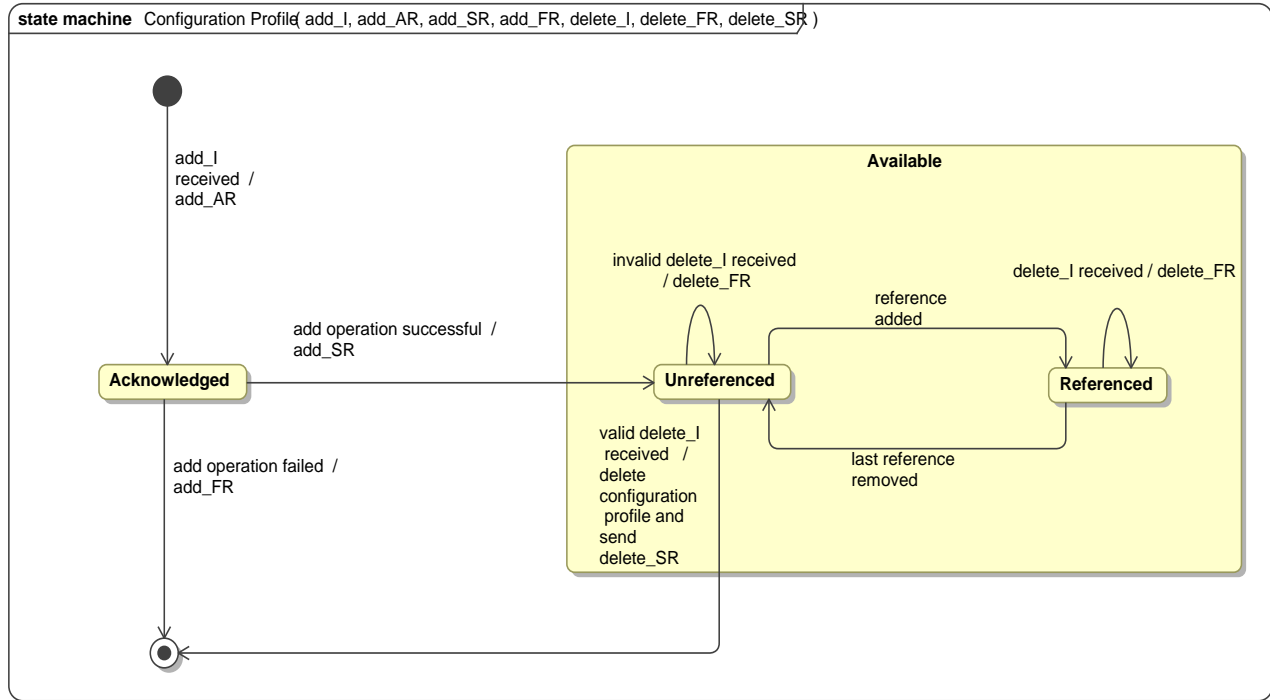 state machine Configuration Profile( add_I, add_AR, add_SR, add_FR, delete_I, delete_FR, delete_SR )
add_I
received /
add_AR
Available
invalid delete_I received
/ delete_FR
delete_I received / delete_FR
reference
added
add operation successful /
add_SR
Acknowledged
Unreferenced
Referenced
valid delete_I
received /
delete
configuration
profile and
send
delete_SR
last reference
removed
add operation failed /
add_FR